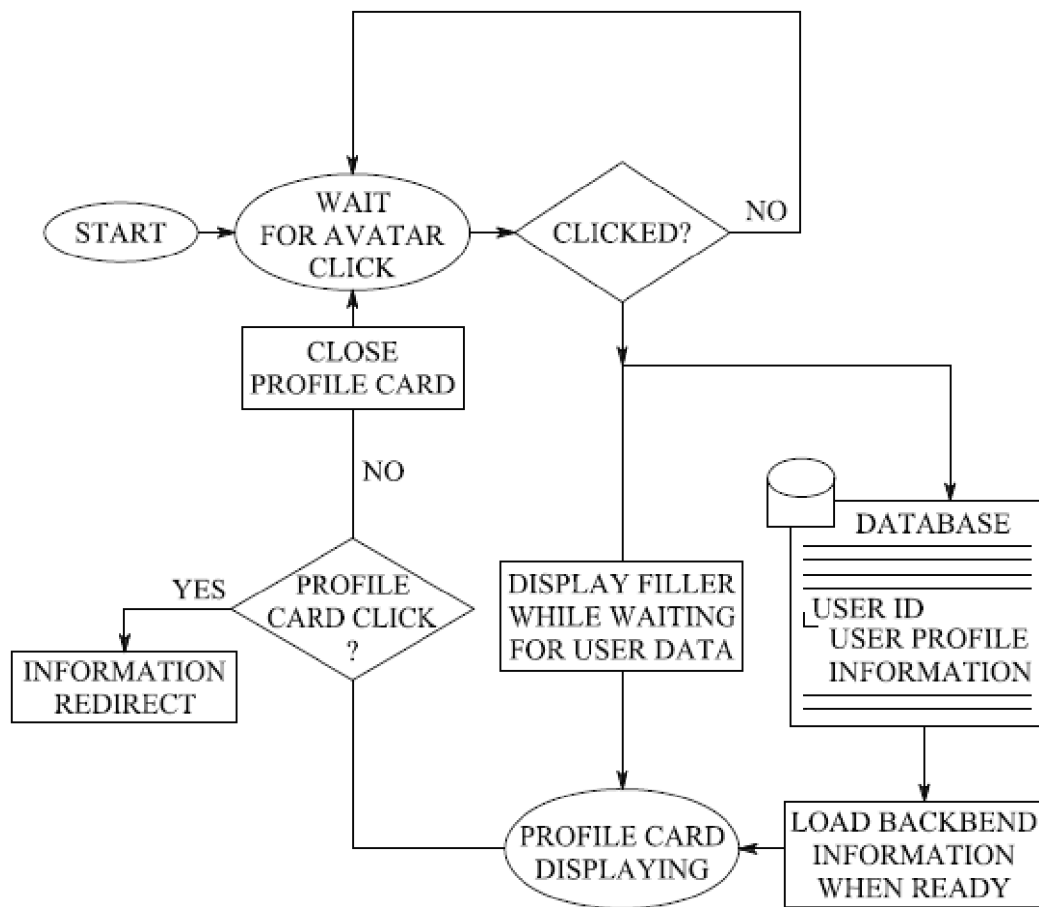 START
WAIT
FOR AVATAR
CLICK
CLICKED?
NO
CLOSE
PROFILE CARD
NO
PROFILE
CARD CLICK
?
YES
INFORMATION
REDIRECT
DISPLAY FILLER
WHILE WAITING
FOR USER DATA
DATABASE
USER ID
USER PROFILE
INFORMATION
PROFILE CARD
DISPLAYING
LOAD BACKBEND
INFORMATION
WHEN READY